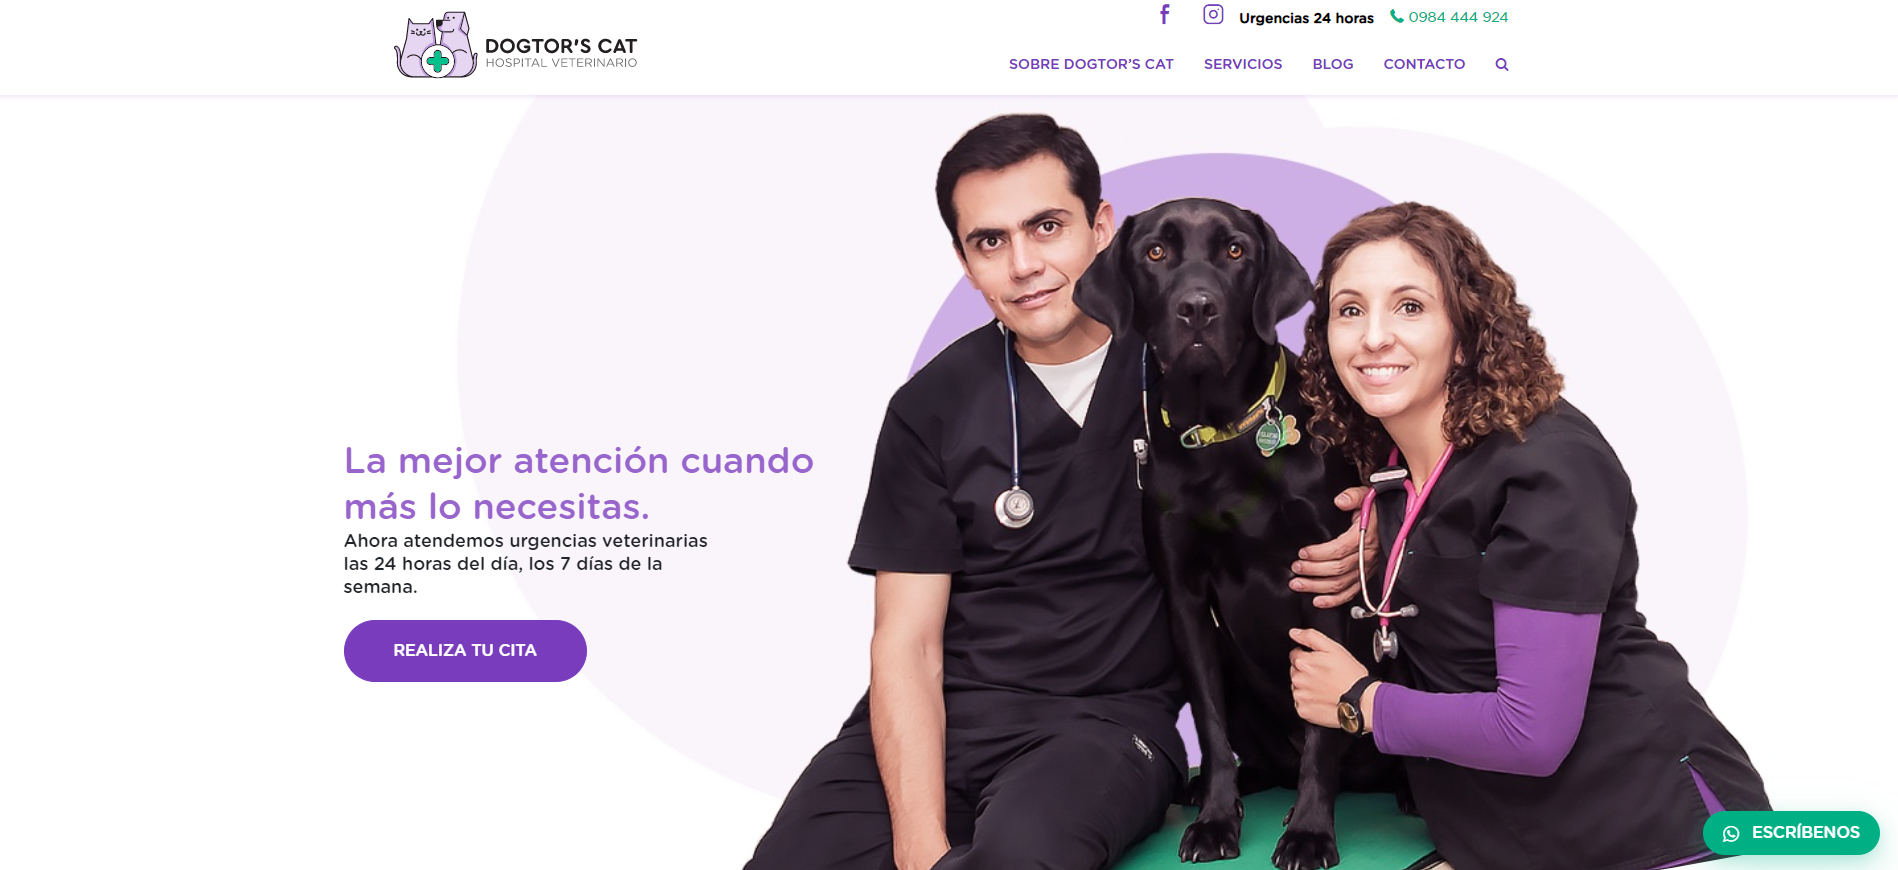 Urgencias 24 horas 0984 444 924
DOGTOR'S CAT
HOSPITAL VETERINARIO
SOBRE DOGTOR'S CAT SERVICIOS BLOG CONTACTO
La mejor atención cuando
más lo necesitas.
Ahora atendemos urgencias veterinarias
las 24 horas del día, los 7 días de la
semana.
REALIZA TU CITA
ESCRÍBENOS